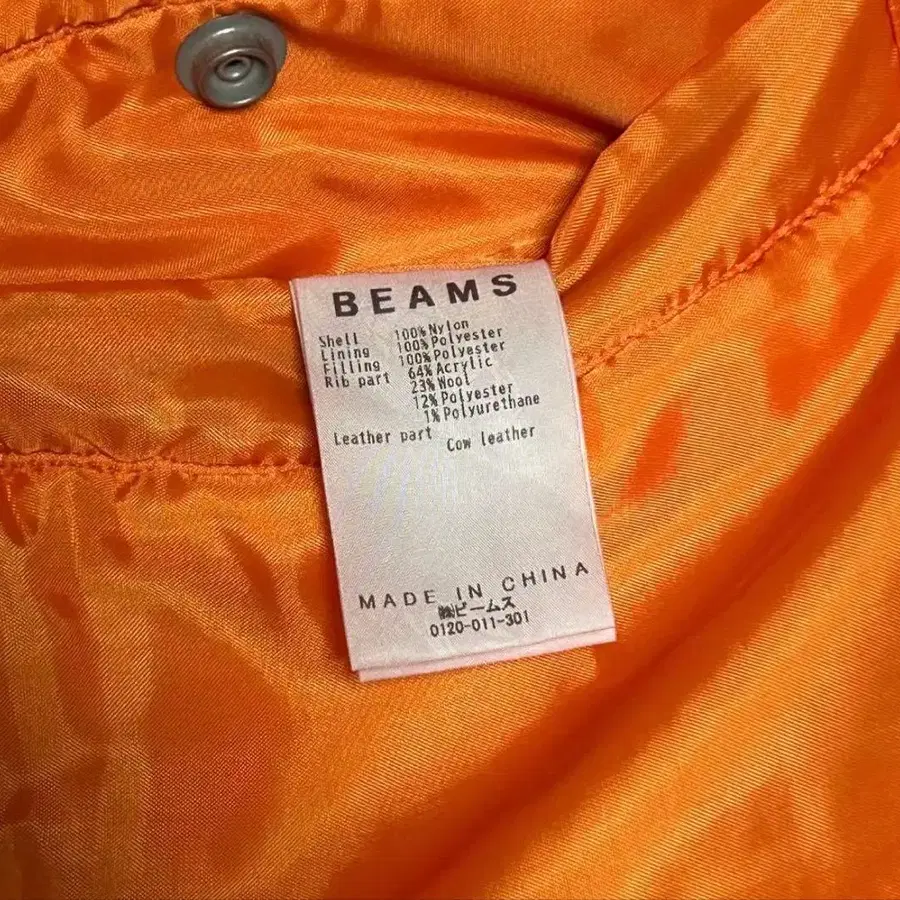 BEAMS
Shell 100% Nylon
Lining 100% Polyester
Filling 100% Polyester
Rib part 64% Acrylic
23% Wool
12% Polyester
1% Polyurethane
Leather part Cow leather
MADE IN CHINA
㈱ビームス
0120-011-301